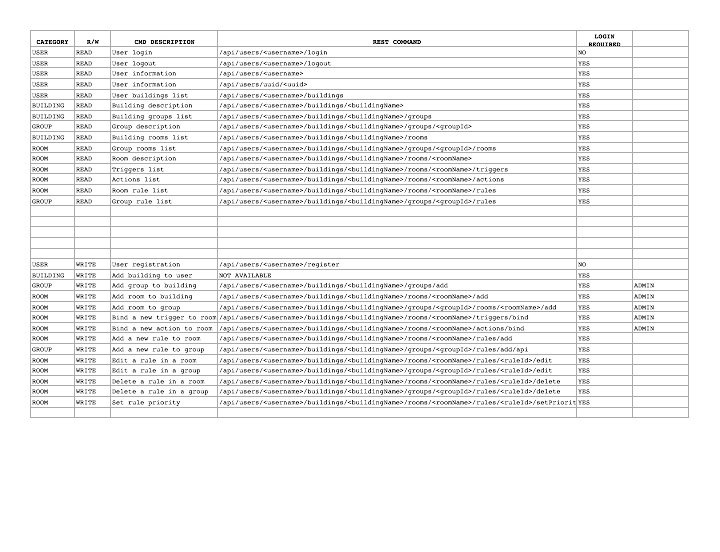 CATEGORY R/W CMD DESCRIPTION REST COMMAND LOGIN REQUIRED
USER READ User login /api/users/<username>/login NO
USER READ User logout /api/users/<username>/logout YES
USER READ User information /api/users/<username> YES
USER READ User information /api/users/uuid/<uuid> YES
USER READ User buildings list /api/users/<username>/buildings YES
BUILDING READ Building description /api/users/<username>/buildings/<buildingName> YES
BUILDING READ Building groups list /api/users/<username>/buildings/<buildingName>/groups YES
GROUP READ Group description /api/users/<username>/buildings/<buildingName>/groups/<groupId> YES
BUILDING READ Building rooms list /api/users/<username>/buildings/<buildingName>/rooms YES
ROOM READ Group rooms list /api/users/<username>/buildings/<buildingName>/groups/<groupId>/rooms YES
ROOM READ Room description /api/users/<username>/buildings/<buildingName>/rooms/<roomName> YES
ROOM READ Triggers list /api/users/<username>/buildings/<buildingName>/rooms/<roomName>/triggers YES
ROOM READ Actions list /api/users/<username>/buildings/<buildingName>/rooms/<roomName>/actions YES
ROOM READ Room rule list /api/users/<username>/buildings/<buildingName>/rooms/<roomName>/rules YES
GROUP READ Group rule list /api/users/<username>/buildings/<buildingName>/groups/<groupId>/rules YES
USER WRITE User registration /api/users/<username>/register NO
BUILDING WRITE Add building to user NOT AVAILABLE YES
GROUP WRITE Add group to building /api/users/<username>/buildings/<buildingName>/groups/add YES ADMIN
ROOM WRITE Add room to building /api/users/<username>/buildings/<buildingName>/rooms/<roomName>/add YES ADMIN
ROOM WRITE Add room to group /api/users/<username>/buildings/<buildingName>/groups/<groupId>/rooms/<roomName>/add YES ADMIN
ROOM WRITE Bind a new trigger to room /api/users/<username>/buildings/<buildingName>/rooms/<roomName>/triggers/bind YES ADMIN
ROOM WRITE Bind a new action to room /api/users/<username>/buildings/<buildingName>/rooms/<roomName>/actions/bind YES ADMIN
ROOM WRITE Add a new rule to room /api/users/<username>/buildings/<buildingName>/rooms/<roomName>/rules/add YES
GROUP WRITE Add a new rule to group /api/users/<username>/buildings/<buildingName>/groups/<groupId>/rules/add/api YES
ROOM WRITE Edit a rule in a room /api/users/<username>/buildings/<buildingName>/rooms/<roomName>/rules/<ruleId>/edit YES
ROOM WRITE Edit a rule in a group /api/users/<username>/buildings/<buildingName>/groups/<groupId>/rules/<ruleId>/edit YES
ROOM WRITE Delete a rule in a room /api/users/<username>/buildings/<buildingName>/rooms/<roomName>/rules/<ruleId>/delete YES
ROOM WRITE Delete a rule in a group /api/users/<username>/buildings/<buildingName>/groups/<groupId>/rules/<ruleId>/delete YES
ROOM WRITE Set rule priority /api/users/<username>/buildings/<buildingName>/rooms/<roomName>/rules/<ruleId>/setPriorit YES